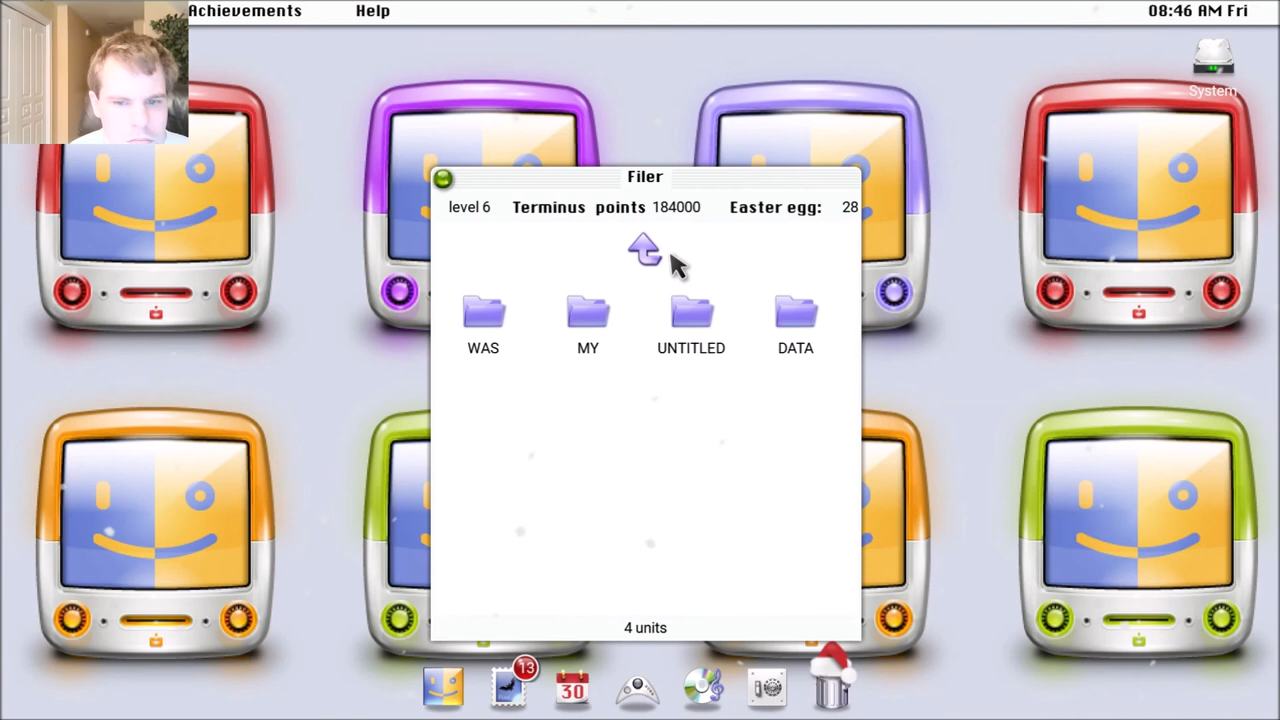 Achievements Help 08:46 AM Fri
System
Filer
level 6 Terminus points 184000 Easter egg: 28
WAS MY UNTITLED DATA
4 units
13
30